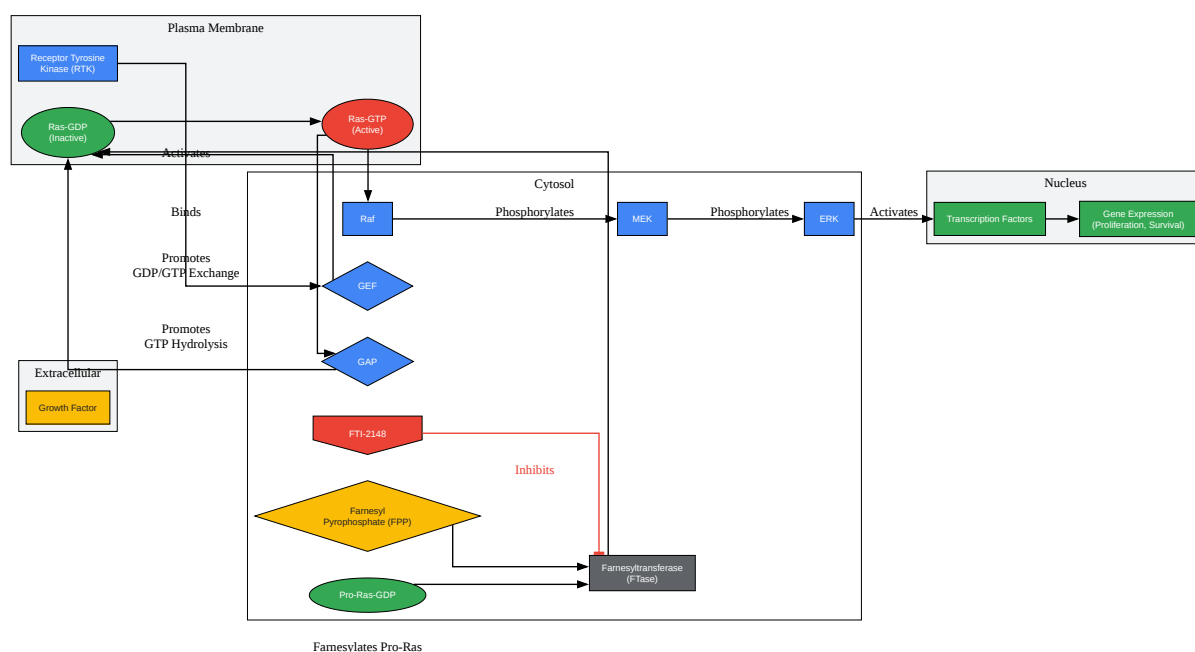 Plasma Membrane
Receptor Tyrosine
Kinase (RTK)
Ras-GDP
(Inactive)
Ras-GTP
(Active)
Activates
Binds
Promotes
GDP/GTP Exchange
Promotes
GTP Hydrolysis
Extracellular
Growth Factor
Cytosol
Raf
Phosphorylates
MEK
Phosphorylates
ERK
Activates
Nucleus
Transcription Factors
Gene Expression
(Proliferation, Survival)
GEF
GAP
FTI-2148
Inhibits
Farnesyl
Pyrophosphate (FPP)
Farnesyltransferase
(FTase)
Pro-Ras-GDP
Farnesylates Pro-Ras